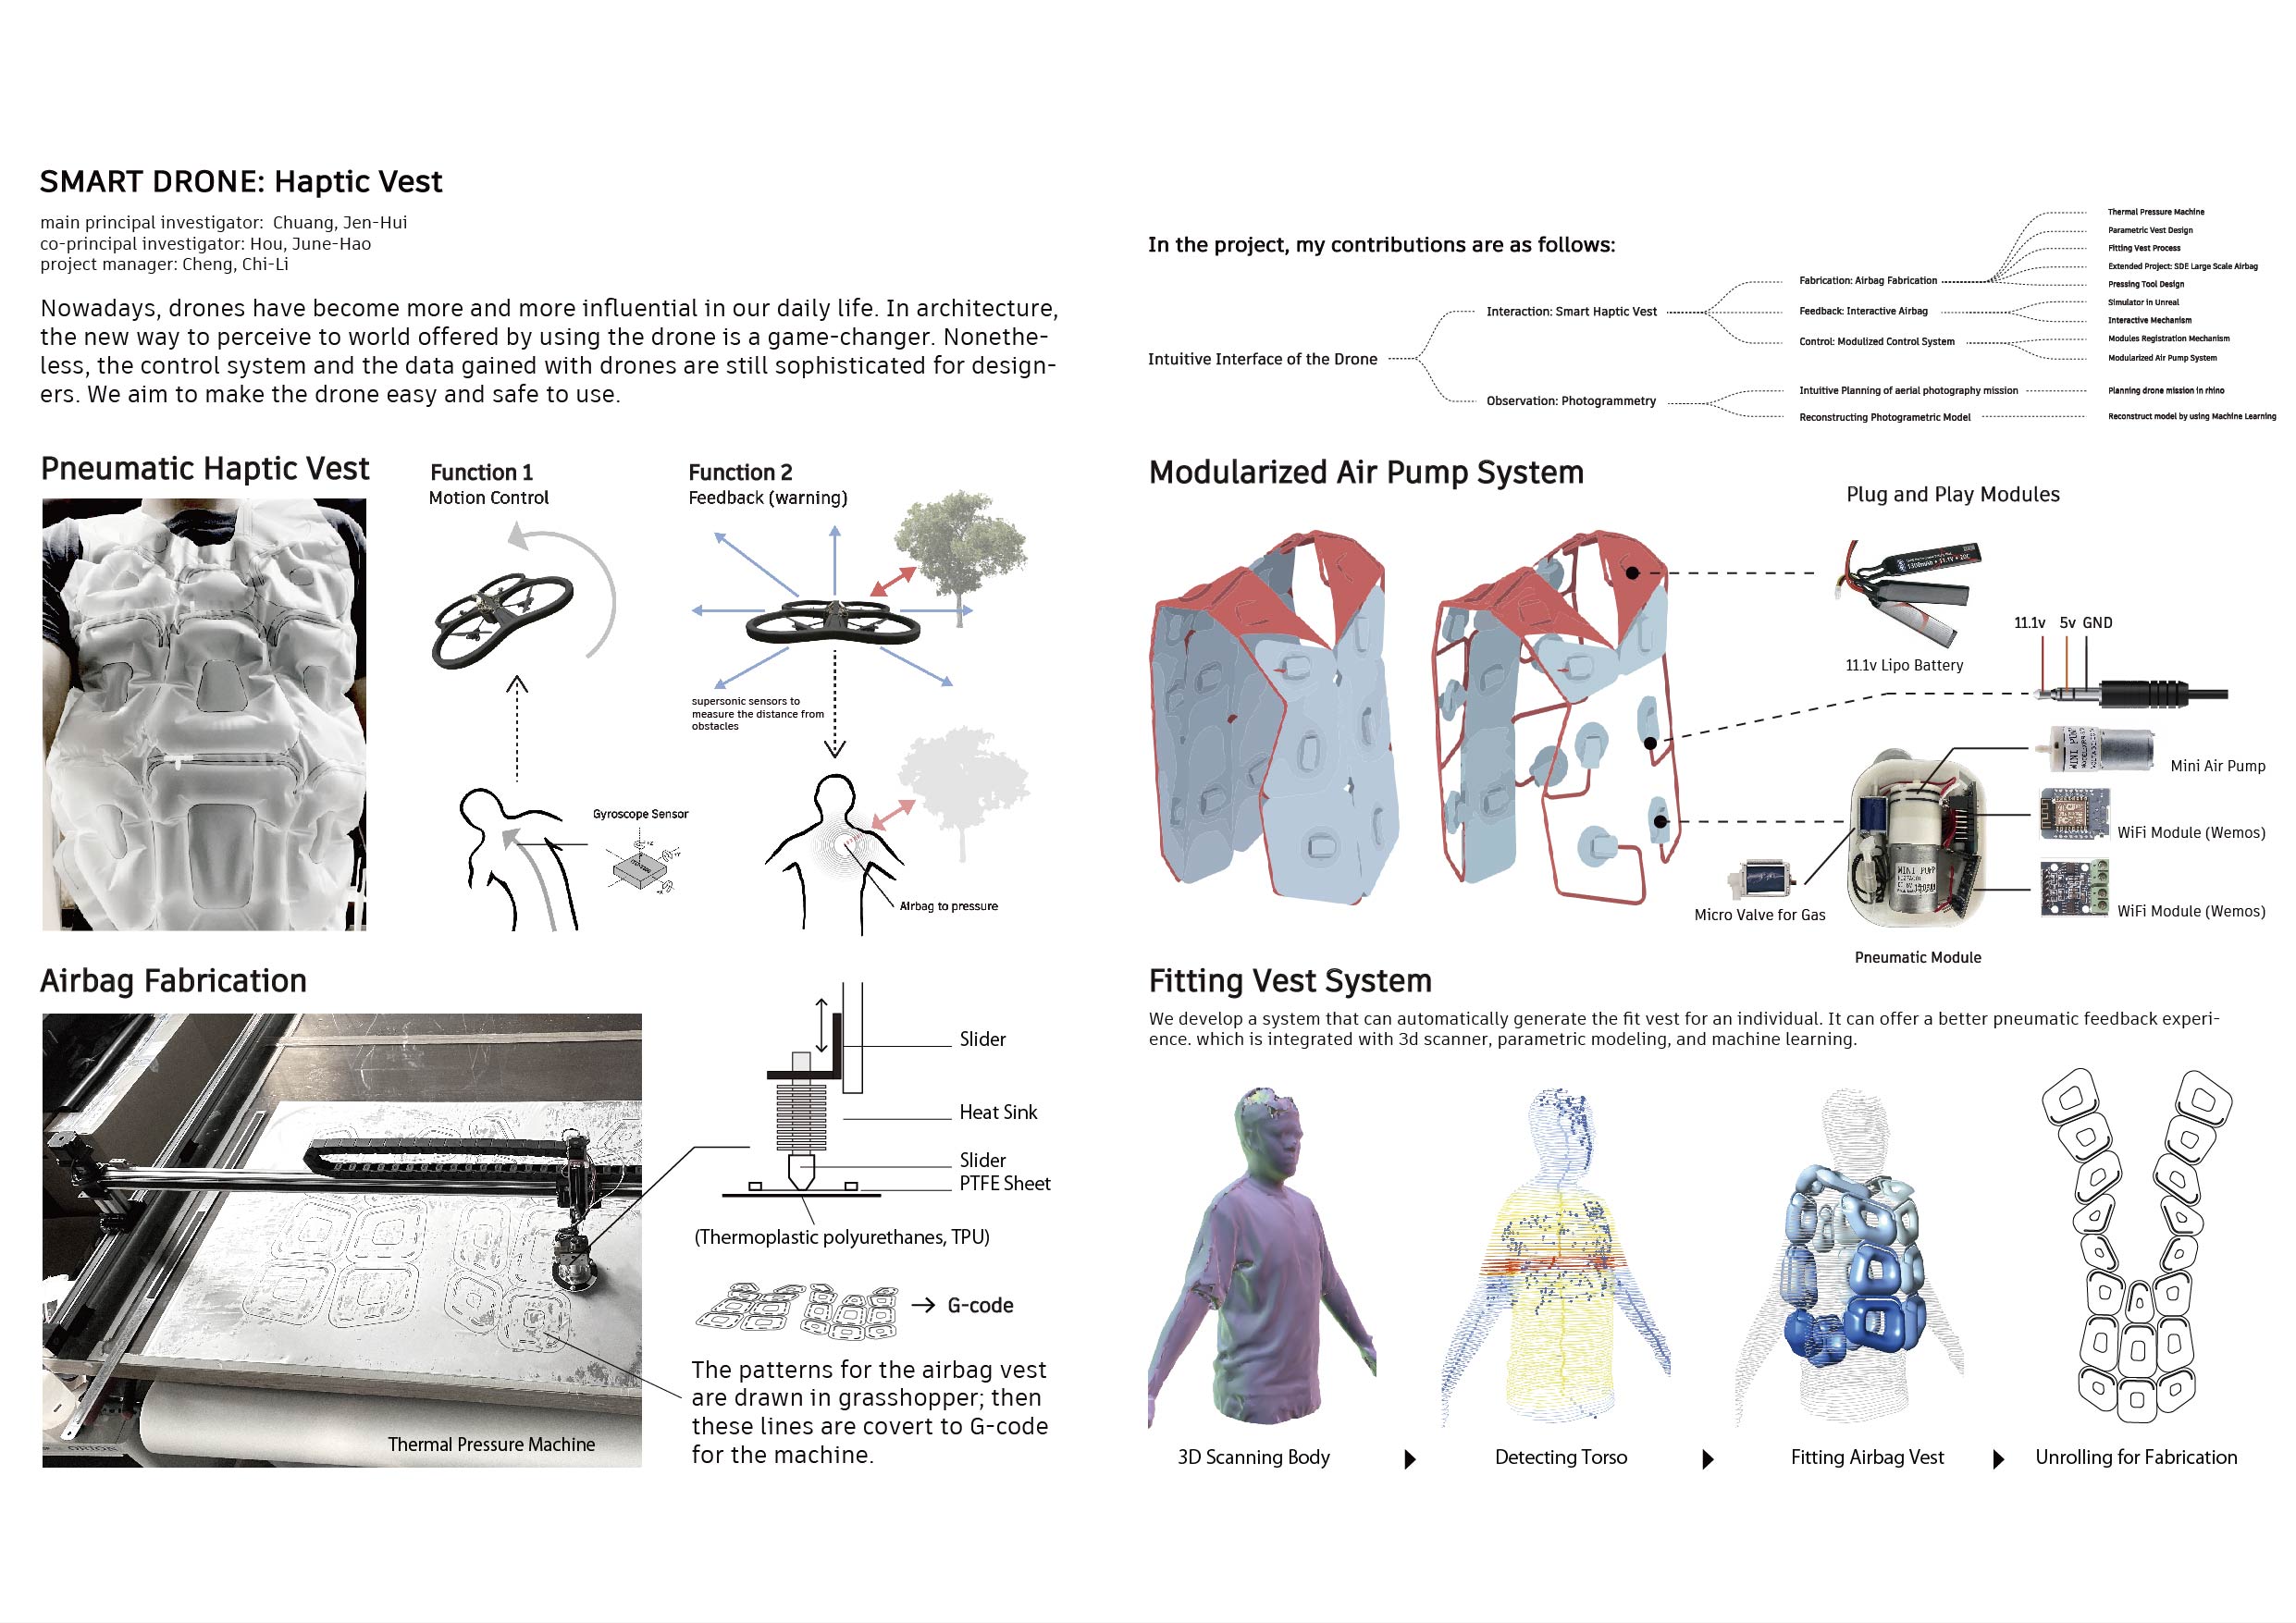 SMART DRONE: Haptic Vest
main principal investigator:  Chuang, Jen-Hui
co-principal investigator: Hou, June-Hao
project manager: Cheng, Chi-Li
Nowadays, drones have become more and more influential in our daily life. In architecture,
the new way to perceive to world offered by using the drone is a game-changer. Nonethe-
less, the control system and the data gained with drones are still sophisticated for design-
ers. We aim to make the drone easy and safe to use.
Pneumatic Haptic Vest
Function 1
Motion Control
Function 2
Feedback (warning)
supersonic sensors to
measure the distance from
obstacles
Gyroscope Sensor
Airbag to pressure
Airbag Fabrication
Thermal Pressure Machine
Slider
Heat Sink
Slider
PTFE Sheet
(Thermoplastic polyurethanes, TPU)
G-code
The patterns for the airbag vest
are drawn in grasshopper; then
these lines are covert to G-code
for the machine.
In the project, my contributions are as follows:
Intuitive Interface of the Drone
Interaction: Smart Haptic Vest
Observation: Photogrammetry
Fabrication: Airbag Fabrication
Feedback: Interactive Airbag
Control: Modulized Control System
Intuitive Planning of aerial photography mission
Reconstructing Photogrametric Model
Thermal Pressure Machine
Parametric Vest Design
Fitting Vest Process
Extended Project: SDE Large Scale Airbag
Pressing Tool Design
Simulator in Unreal
Interactive Mechanism
Modules Registration Mechanism
Modularized Air Pump System
Planning drone mission in rhino
Reconstruct model by using Machine Learning
Modularized Air Pump System
Plug and Play Modules
11.1v Lipo Battery
11.1v 5v GND
Mini Air Pump
WiFi Module (Wemos)
WiFi Module (Wemos)
Micro Valve for Gas
MINI PUMP
Pneumatic Module
Fitting Vest System
We develop a system that can automatically generate the fit vest for an individual. It can offer a better pneumatic feedback experi-
ence. which is integrated with 3d scanner, parametric modeling, and machine learning.
3D Scanning Body
Detecting Torso
Fitting Airbag Vest
Unrolling for Fabrication